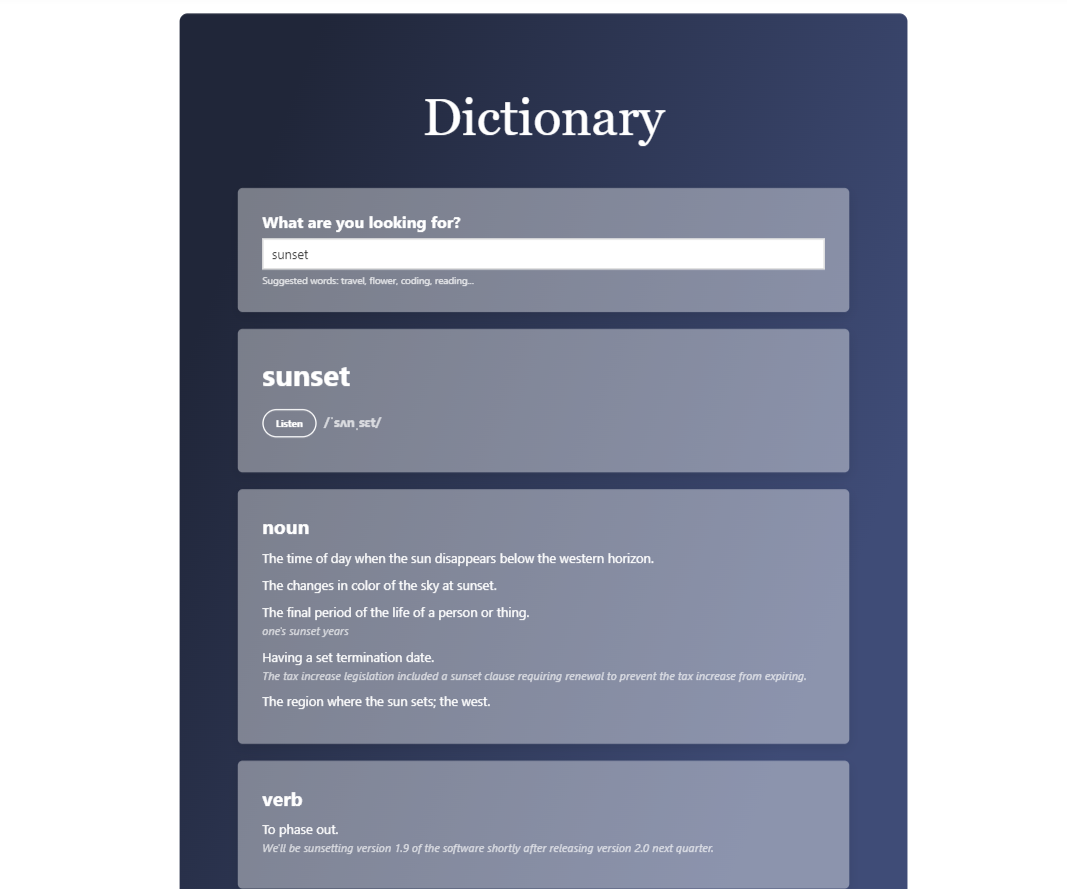 Dictionary
What are you looking for?
sunset
Suggested words: travel, flower, coding, reading...
sunset
Listen /ˈsʌnˌsɛt/
noun
The time of day when the sun disappears below the western horizon.
The changes in color of the sky at sunset.
The final period of the life of a person or thing.
one's sunset years
Having a set termination date.
The tax increase legislation included a sunset clause requiring renewal to prevent the tax increase from expiring.
The region where the sun sets; the west.
verb
To phase out.
We'll be sunsetting version 1.9 of the software shortly after releasing version 2.0 next quarter.